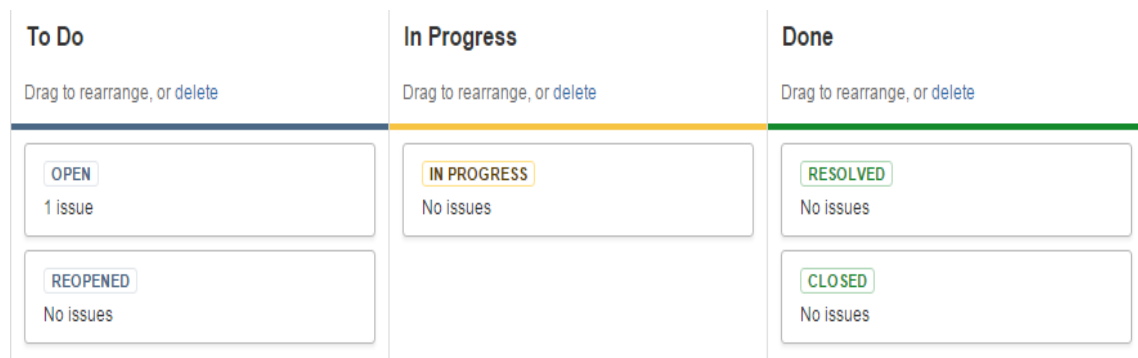 To Do
Drag to rearrange, or delete
OPEN
1 issue
REOPENED
No issues
In Progress
Drag to rearrange, or delete
IN PROGRESS
No issues
Done
Drag to rearrange, or delete
RESOLVED
No issues
CLOSED
No issues